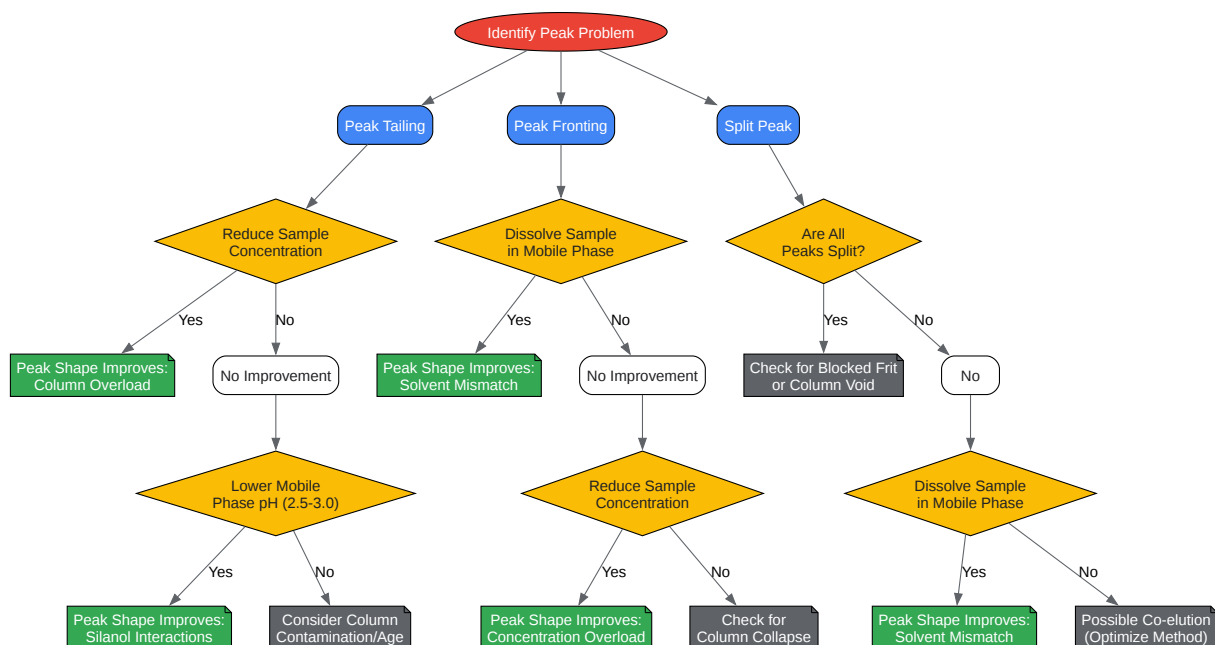 Identify Peak Problem
Peak Tailing
Peak Fronting
Split Peak
Reduce Sample
Concentration
Dissolve Sample
in Mobile Phase
Are All
Peaks Split?
Yes
No
Yes
No
Yes
No
Peak Shape Improves:
Column Overload
No Improvement
Peak Shape Improves:
Solvent Mismatch
No Improvement
Check for Blocked Frit
or Column Void
No
Lower Mobile
Phase pH (2.5-3.0)
Reduce Sample
Concentration
Dissolve Sample
in Mobile Phase
Yes
No
Yes
No
Yes
No
Peak Shape Improves:
Silanol Interactions
Consider Column
Contamination/Age
Peak Shape Improves:
Concentration Overload
Check for
Column Collapse
Peak Shape Improves:
Solvent Mismatch
Possible Co-elution
(Optimize Method)